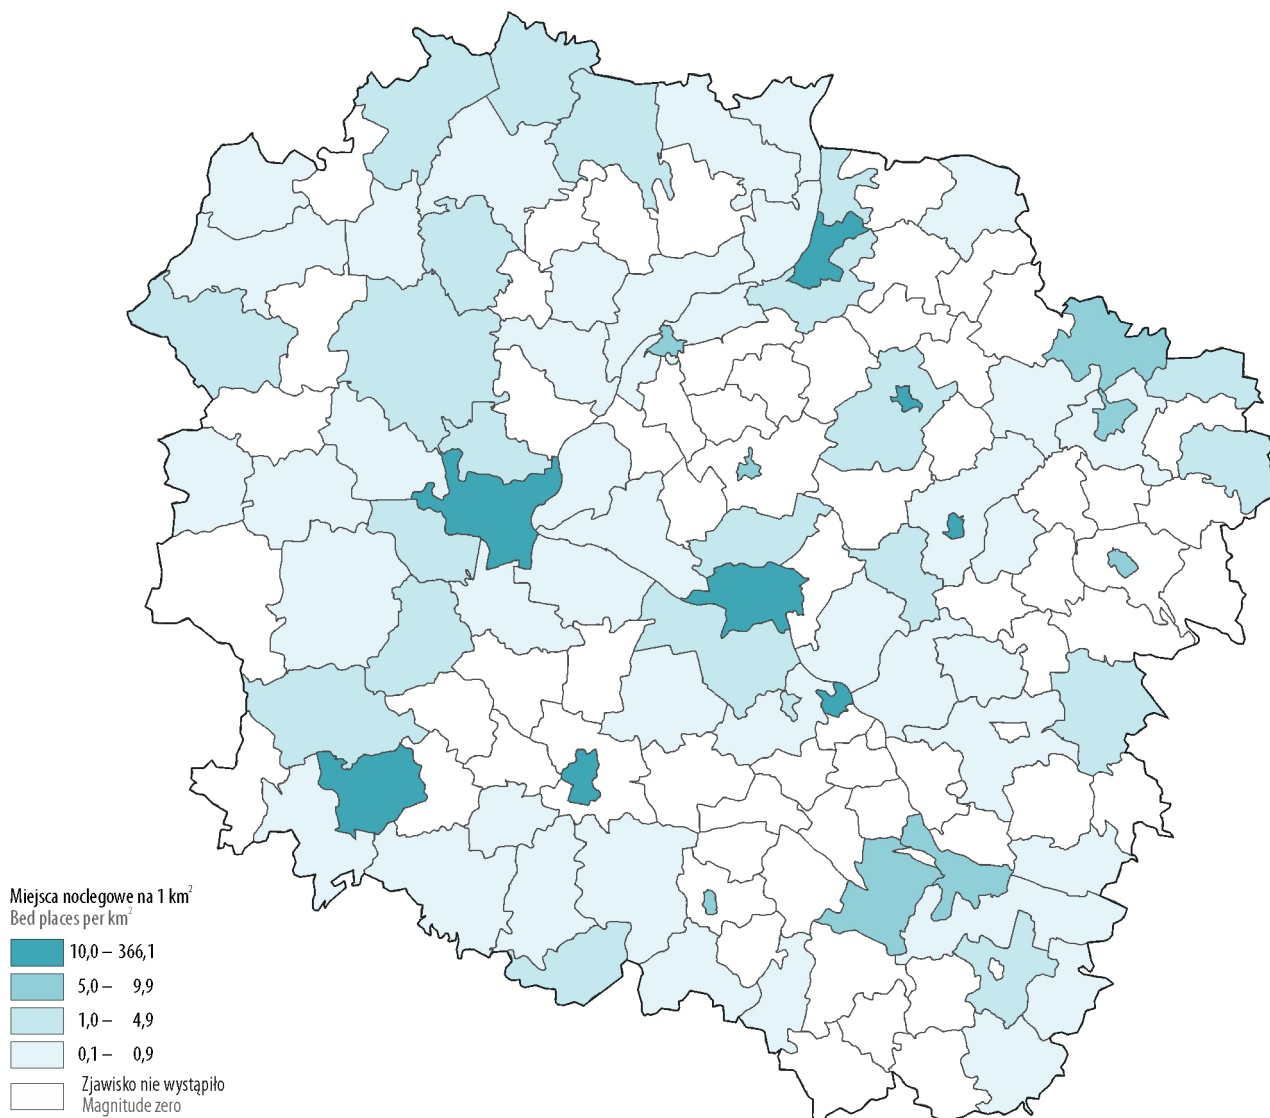 Miejsca noclegowe na 1 km²
Bed places per km²
10,0 – 366,1
5,0 – 9,9
1,0 – 4,9
0,1 – 0,9
Zjawisko nie wystąpiło
Magnitude zero